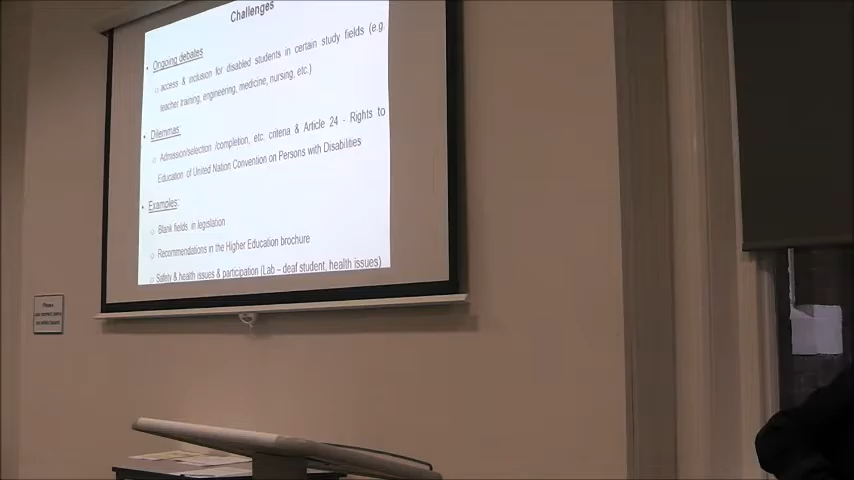 Challenges
• Ongoing debates
○ access & inclusion for disabled students in certain study fields (e.g.
teacher training, engineering, medicine, nursing, etc.)
• Dilemmas:
○ Admission/selection /completion, etc. criteria & Article 24 - Rights to
Education of United Nation Convention on Persons with Disabilities
• Examples:
○ Blank fields in legislation
○ Recommendations in the Higher Education brochure
○ Safety & health issues & participation (Lab – deaf student, health issues)
Please